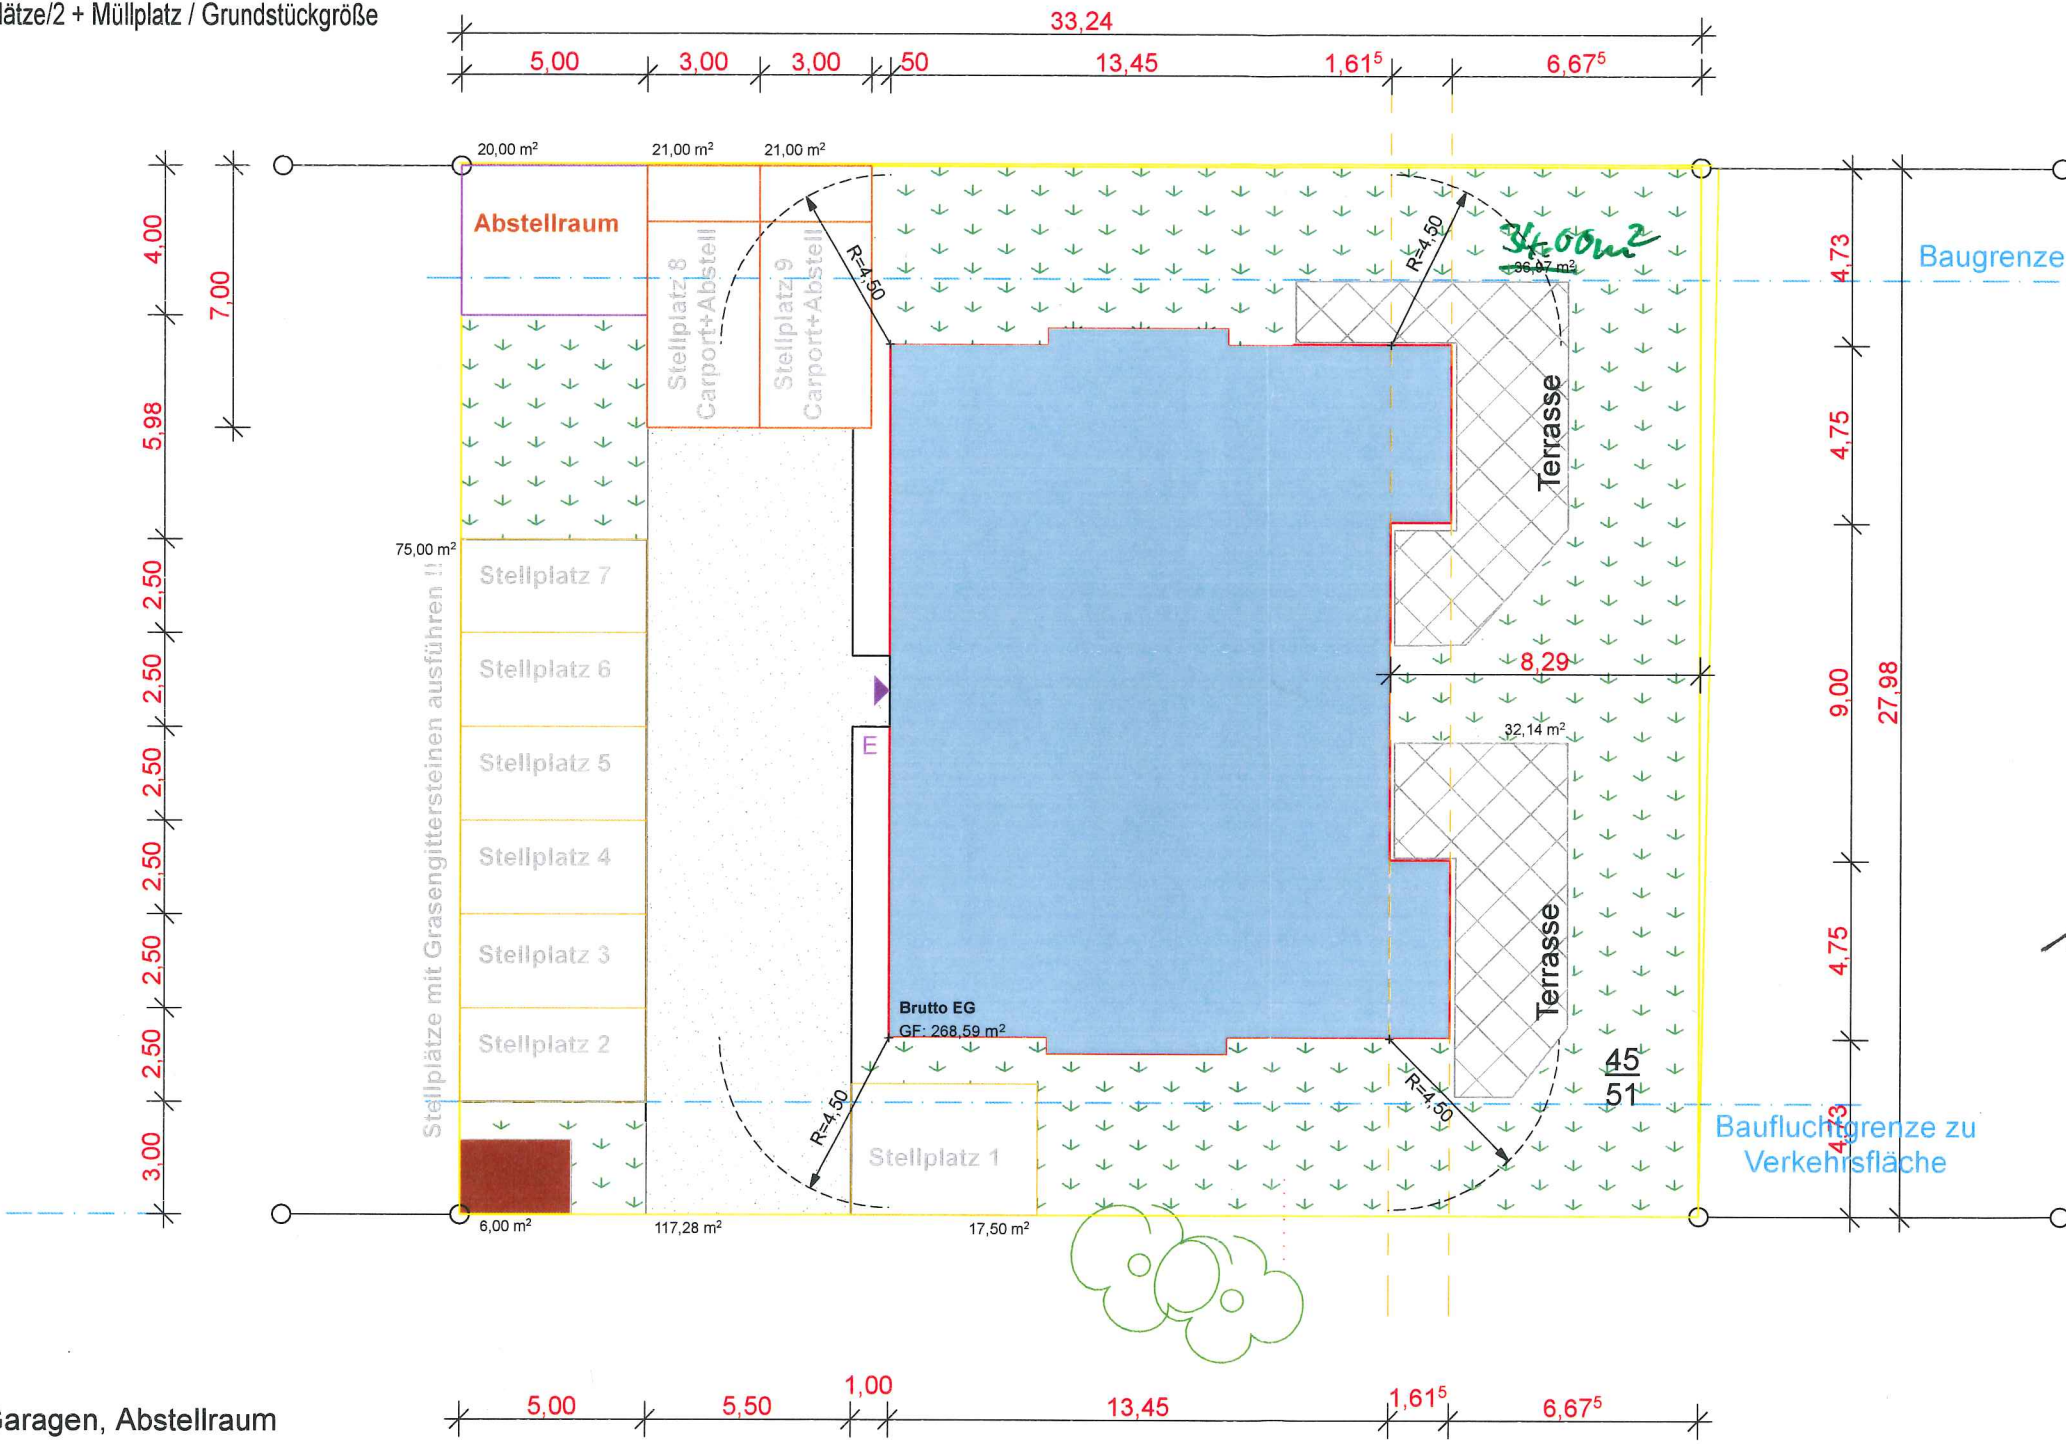 lätze/2 + Müllplatz / Grundstückgröße
33,24
5,00 3,00 3,00 50 13,45 1,61⁵ 6,67⁵
20,00 m² 21,00 m² 21,00 m²
Abstellraum
Stellplatz 8
Carport+Abstell
Stellplatz 9
Carport+Abstell
R=4,50
R=4,50
34.00m²
36,97 m²
Baugrenze
4,00
7,00
5,98
4,73
4,75
Terrasse
75,00 m²
Stellplätze mit Grasengittersteinen ausführen !!
Stellplatz 7
2,50
Stellplatz 6
2,50
8,29
9,00
27,98
E
32,14 m²
Stellplatz 5
2,50
Stellplatz 4
2,50
Stellplatz 3
2,50
4,75
Terrasse
Brutto EG
GF: 268,59 m²
Stellplatz 2
2,50
45
51
R=4,50
R=4,50
Baufluchtgrenze zu
Verkehrsfläche
4,73
Stellplatz 1
3,00
6,00 m² 117,28 m² 17,50 m²
1,00
5,00 5,50 13,45 1,61⁵ 6,67⁵
Garagen, Abstellraum